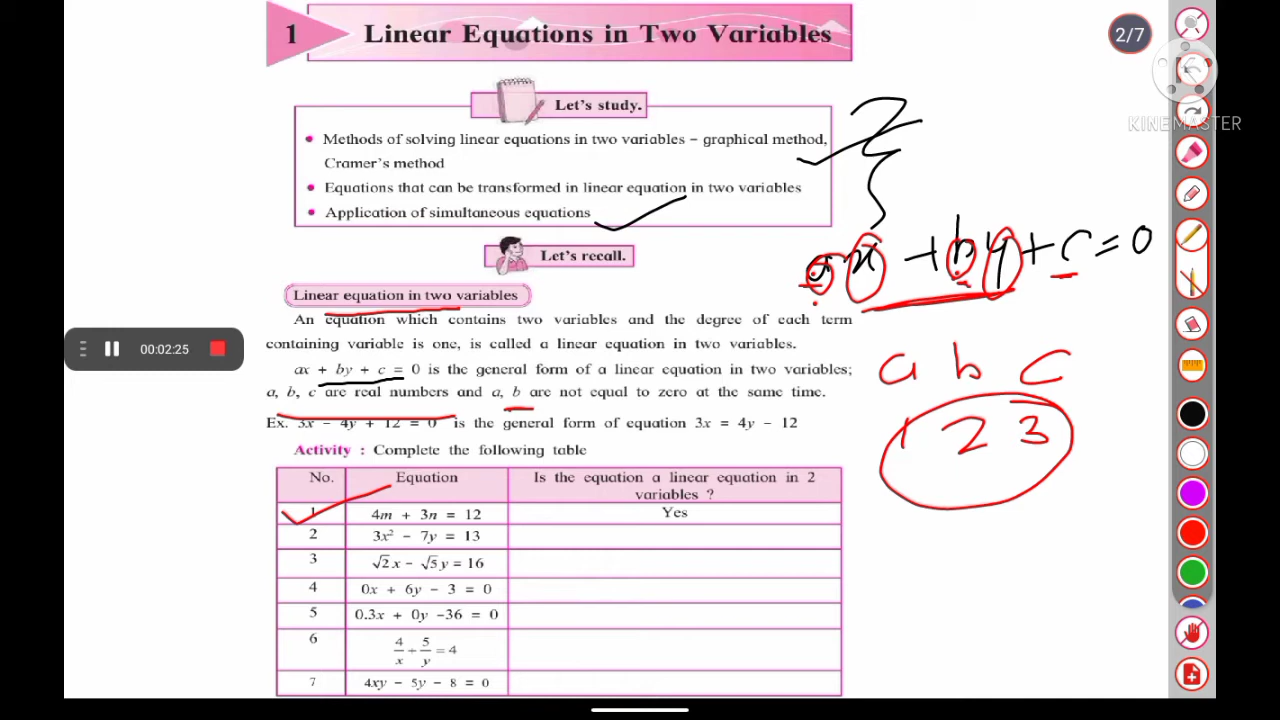 1 Linear Equations in Two Variables
2/7
KINEMASTER
Let's study.
• Methods of solving linear equations in two variables - graphical method,
Cramer's method
• Equations that can be transformed in linear equation in two variables
• Application of simultaneous equations
Let's recall.
ax + by + c = 0
Linear equation in two variables
An equation which contains two variables and the degree of each term
containing variable is one, is called a linear equation in two variables.
00:02:25
ax + by + c = 0 is the general form of a linear equation in two variables;
a, b, c are real numbers and a, b are not equal to zero at the same time.
a b c
Ex. 3x - 4y + 12 = 0 is the general form of equation 3x = 4y - 12
1 2 3
Activity : Complete the following table
No. Equation Is the equation a linear equation in 2
variables ?
1 4m + 3n = 12 Yes
2 3x² - 7y = 13
3 √2x - √5y = 16
4 0x + 6y - 3 = 0
5 0.3x + 0y -36 = 0
6 4/x + 5/y = 4
7 4xy - 5y - 8 = 0